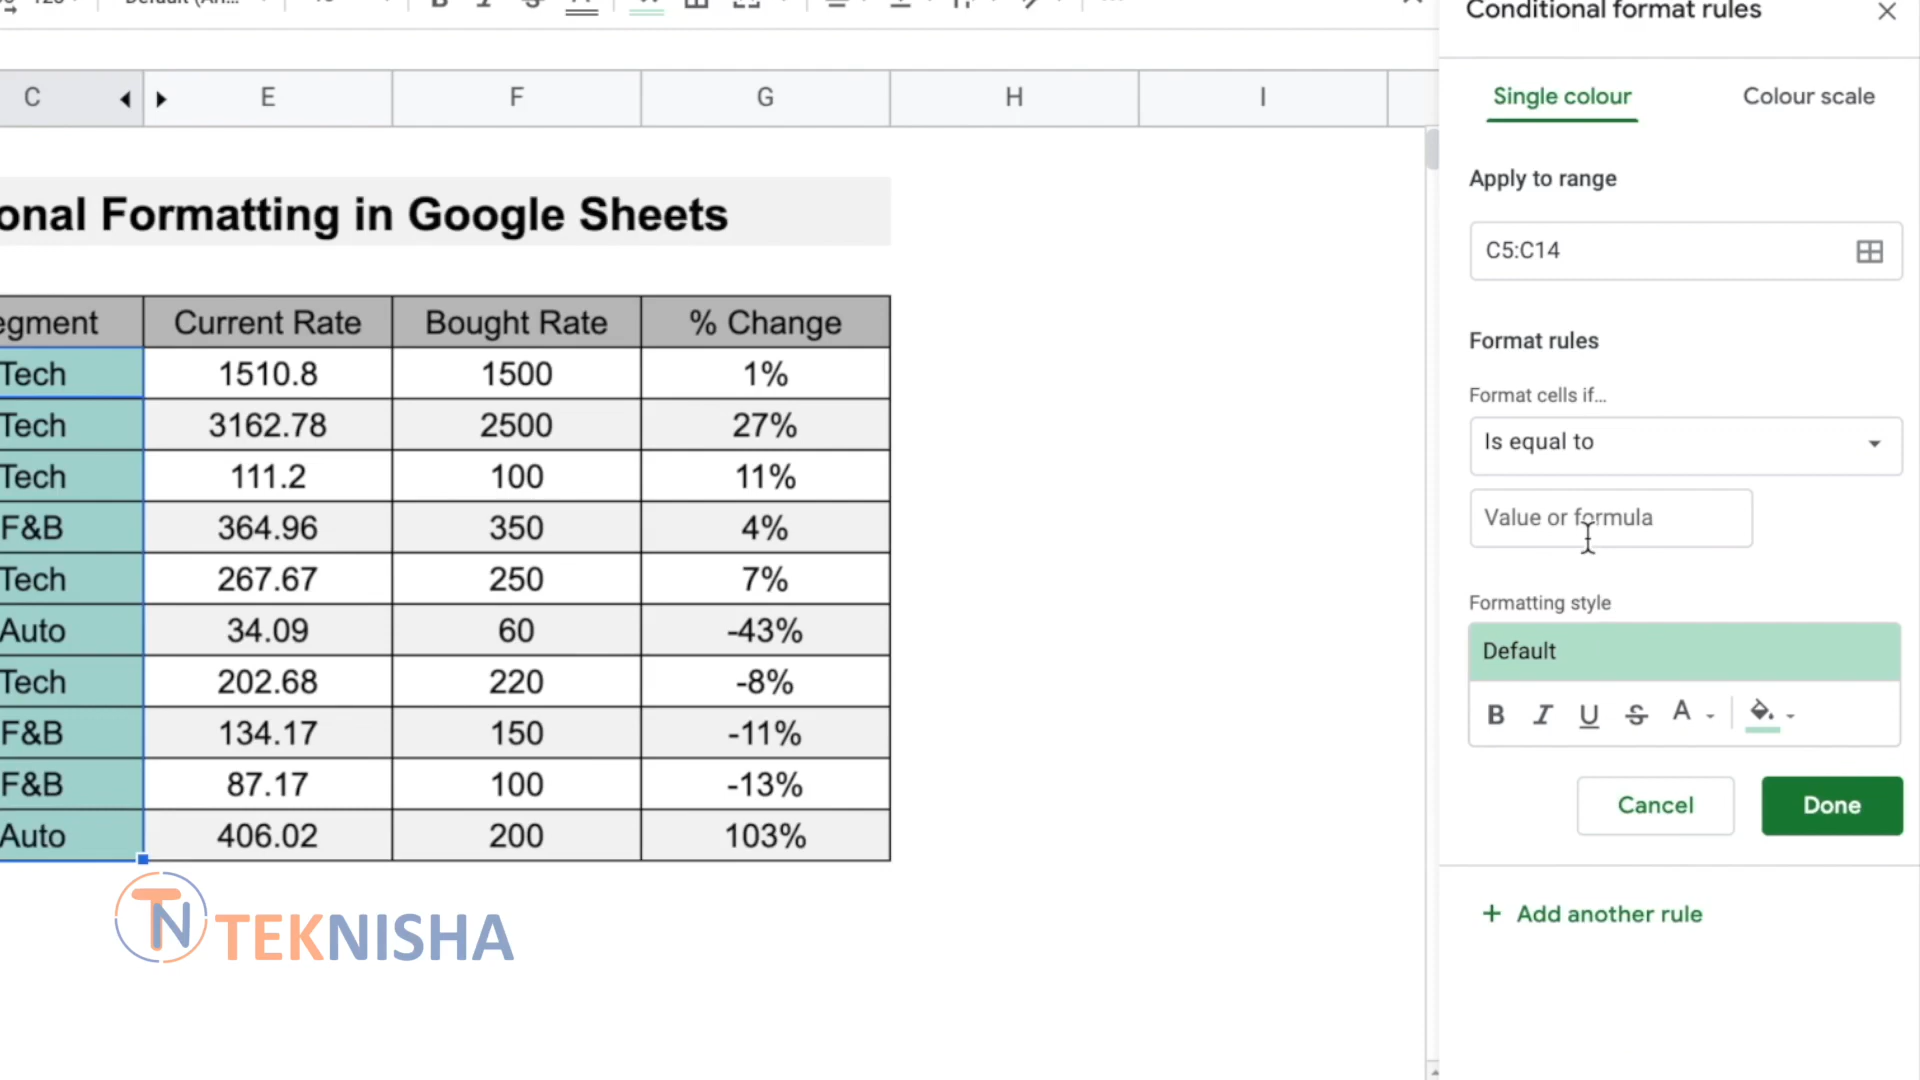 Conditional format rules
C E F G H I
Single colour Colour scale
Apply to range
onal Formatting in Google Sheets
C5:C14
egment Current Rate Bought Rate % Change
Format rules
Tech 1510.8 1500 1%
Format cells if...
Tech 3162.78 2500 27%
Is equal to
Tech 111.2 100 11%
Value or formula
F&B 364.96 350 4%
Tech 267.67 250 7%
Formatting style
Auto 34.09 60 -43%
Default
Tech 202.68 220 -8%
B I U S A
F&B 134.17 150 -11%
F&B 87.17 100 -13%
Cancel Done
Auto 406.02 200 103%
+ Add another rule
TN TEKNISHA